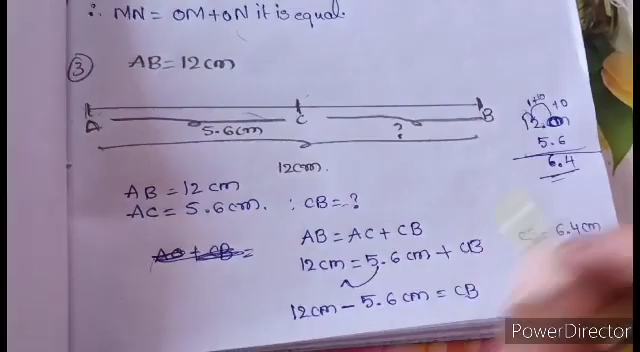 ∴ MN = OM + ON it is equal.
③ AB = 12 cm
A C B
5.6 cm ?
12 cm.
12.0
5.6
6.4
AB = 12 cm
AC = 5.6 cm. ; CB = ?
AB = AC + CB
12 cm = 5.6 cm + CB
= 6.4 cm
12 cm - 5.6 cm = CB
PowerDirector